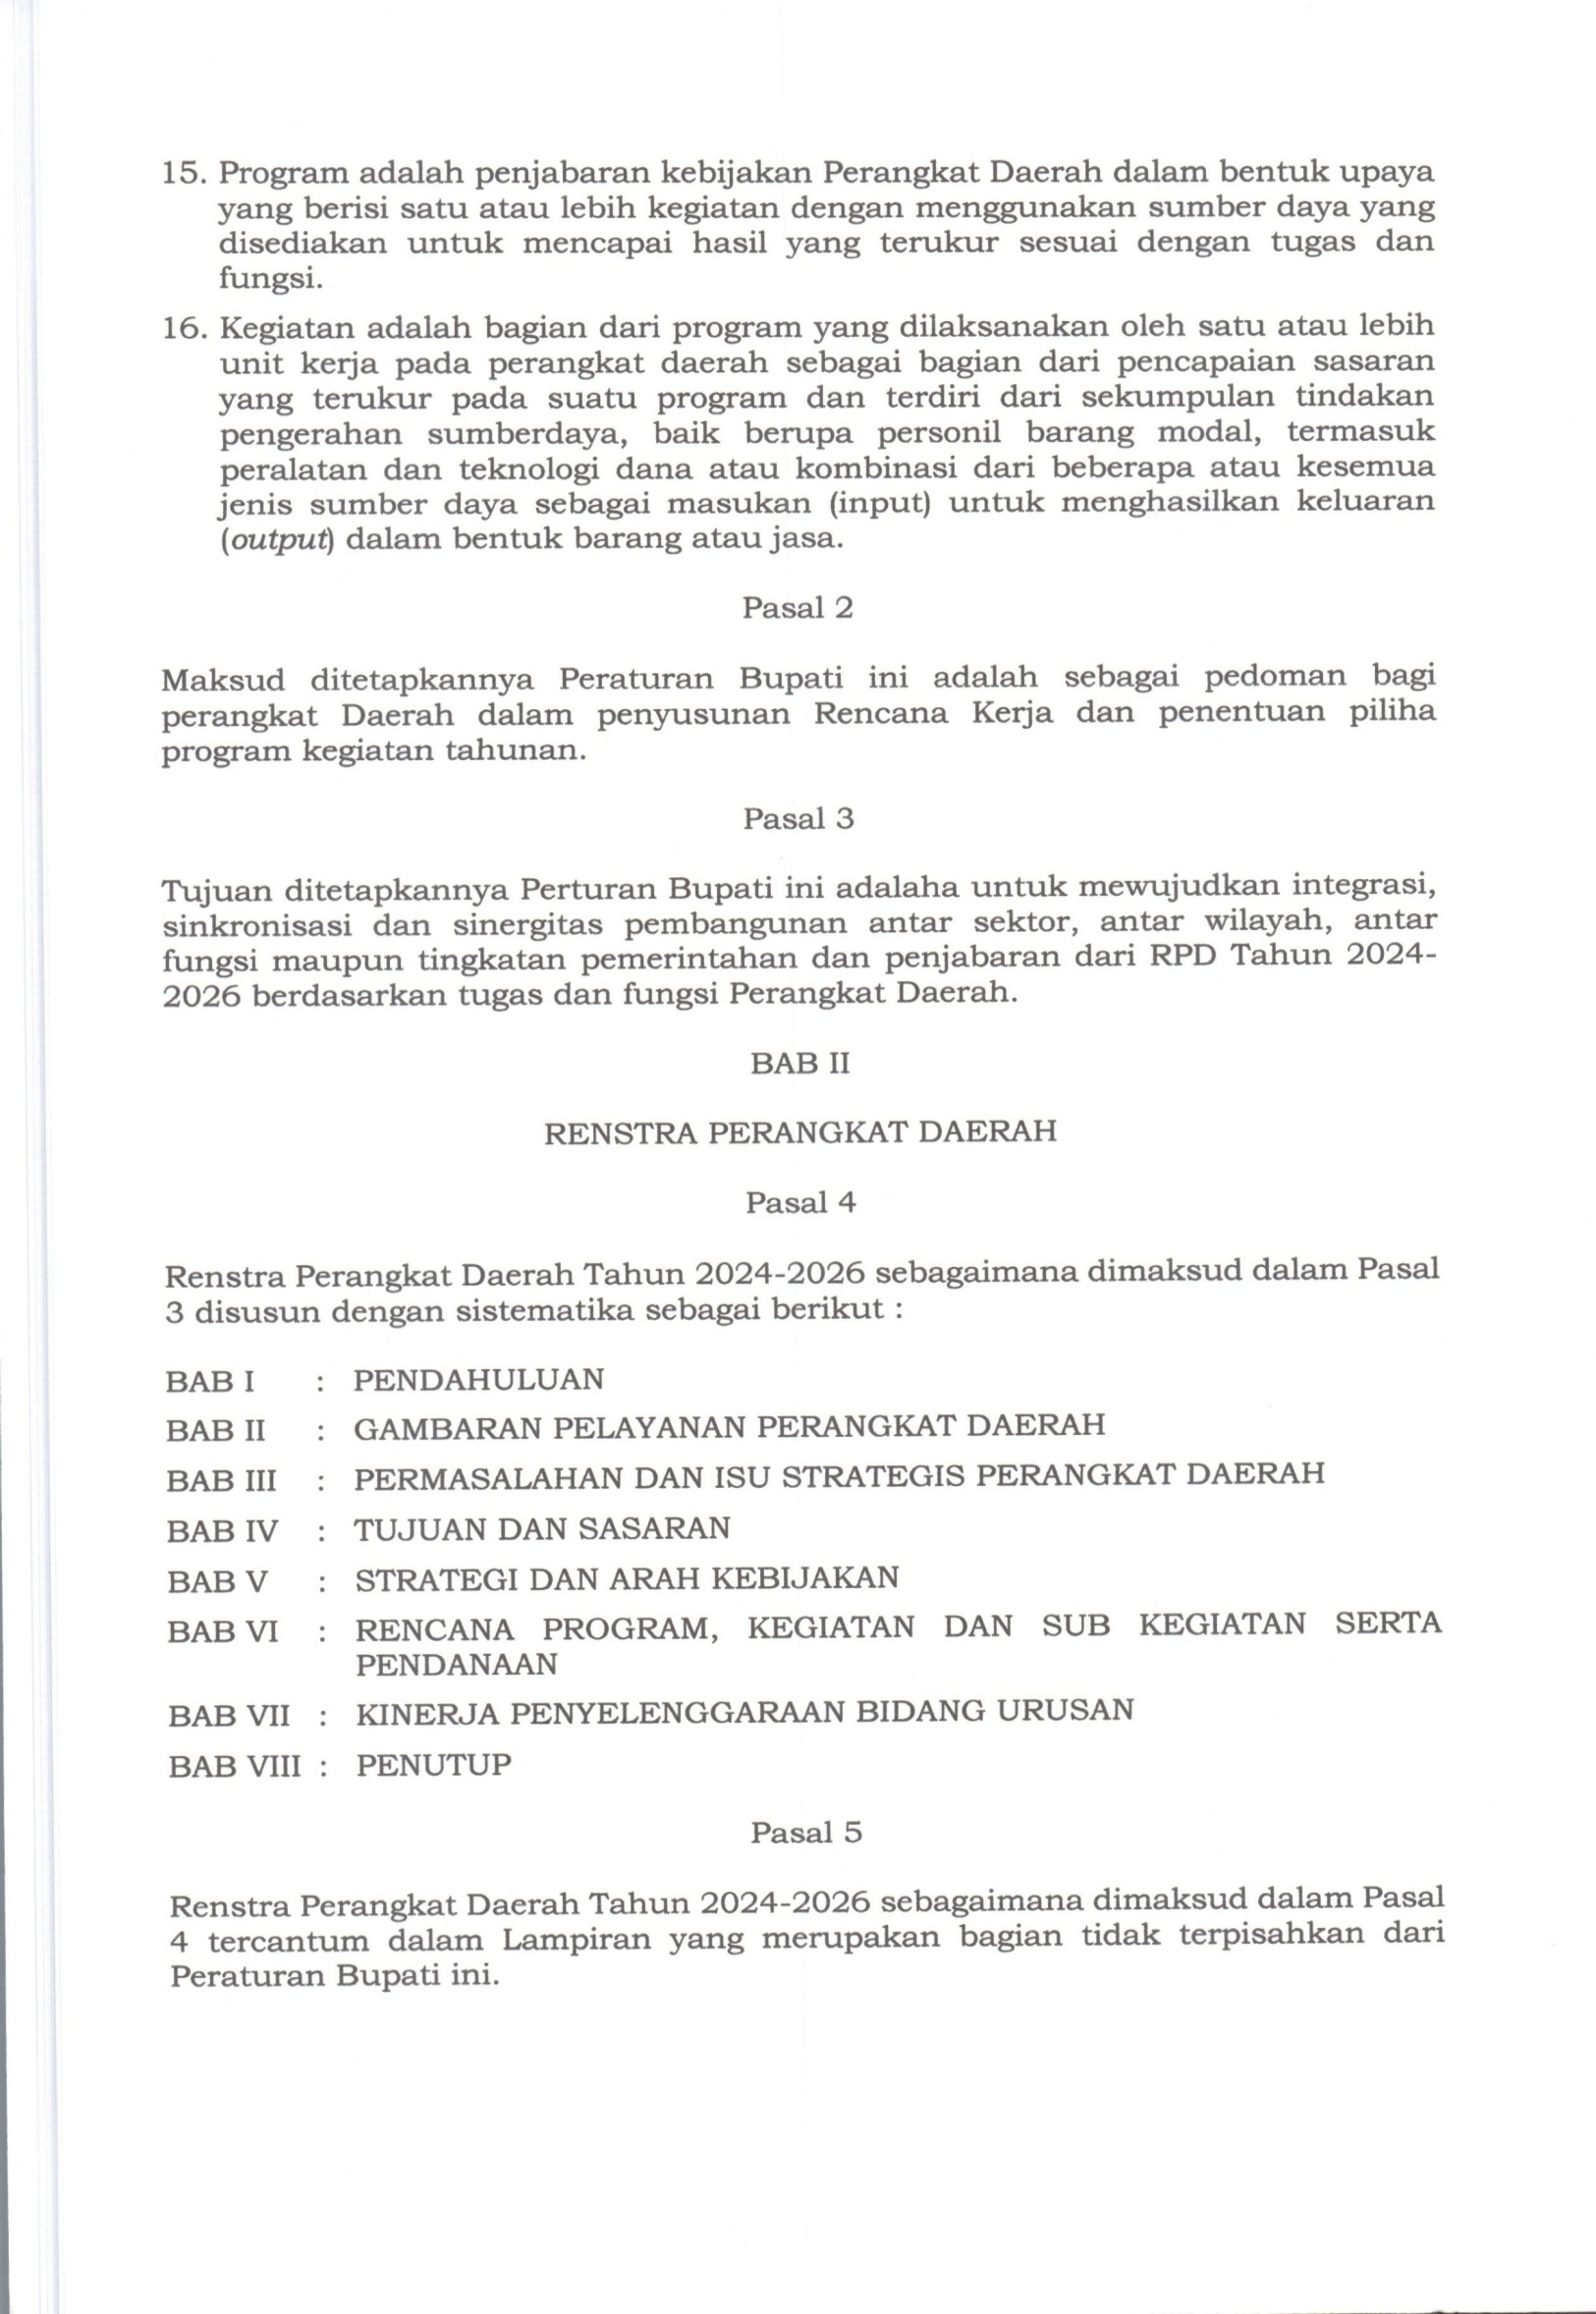 15. Program adalah penjabaran kebijakan Perangkat Daerah dalam bentuk upaya
yang berisi satu atau lebih kegiatan dengan menggunakan sumber daya yang
disediakan untuk mencapai hasil yang terukur sesuai dengan tugas dan
fungsi.
16. Kegiatan adalah bagian dari program yang dilaksanakan oleh satu atau lebih
unit kerja pada perangkat daerah sebagai bagian dari pencapaian sasaran
yang terukur pada suatu program dan terdiri dari sekumpulan tindakan
pengerahan sumberdaya, baik berupa personil barang modal, termasuk
peralatan dan teknologi dana atau kombinasi dari beberapa atau kesemua
jenis sumber daya sebagai masukan (input) untuk menghasilkan keluaran
(output) dalam bentuk barang atau jasa.
Pasal 2
Maksud ditetapkannya Peraturan Bupati ini adalah sebagai pedoman bagi
perangkat Daerah dalam penyusunan Rencana Kerja dan penentuan piliha
program kegiatan tahunan.
Pasal 3
Tujuan ditetapkannya Perturan Bupati ini adalaha untuk mewujudkan integrasi,
sinkronisasi dan sinergitas pembangunan antar sektor, antar wilayah, antar
fungsi maupun tingkatan pemerintahan dan penjabaran dari RPD Tahun 2024-
2026 berdasarkan tugas dan fungsi Perangkat Daerah.
BAB II
RENSTRA PERANGKAT DAERAH
Pasal 4
Renstra Perangkat Daerah Tahun 2024-2026 sebagaimana dimaksud dalam Pasal
3 disusun dengan sistematika sebagai berikut :
BAB I : PENDAHULUAN
BAB II : GAMBARAN PELAYANAN PERANGKAT DAERAH
BAB III : PERMASALAHAN DAN ISU STRATEGIS PERANGKAT DAERAH
BAB IV : TUJUAN DAN SASARAN
BAB V : STRATEGI DAN ARAH KEBIJAKAN
BAB VI : RENCANA PROGRAM, KEGIATAN DAN SUB KEGIATAN SERTA
PENDANAAN
BAB VII : KINERJA PENYELENGGARAAN BIDANG URUSAN
BAB VIII : PENUTUP
Pasal 5
Renstra Perangkat Daerah Tahun 2024-2026 sebagaimana dimaksud dalam Pasal
4 tercantum dalam Lampiran yang merupakan bagian tidak terpisahkan dari
Peraturan Bupati ini.